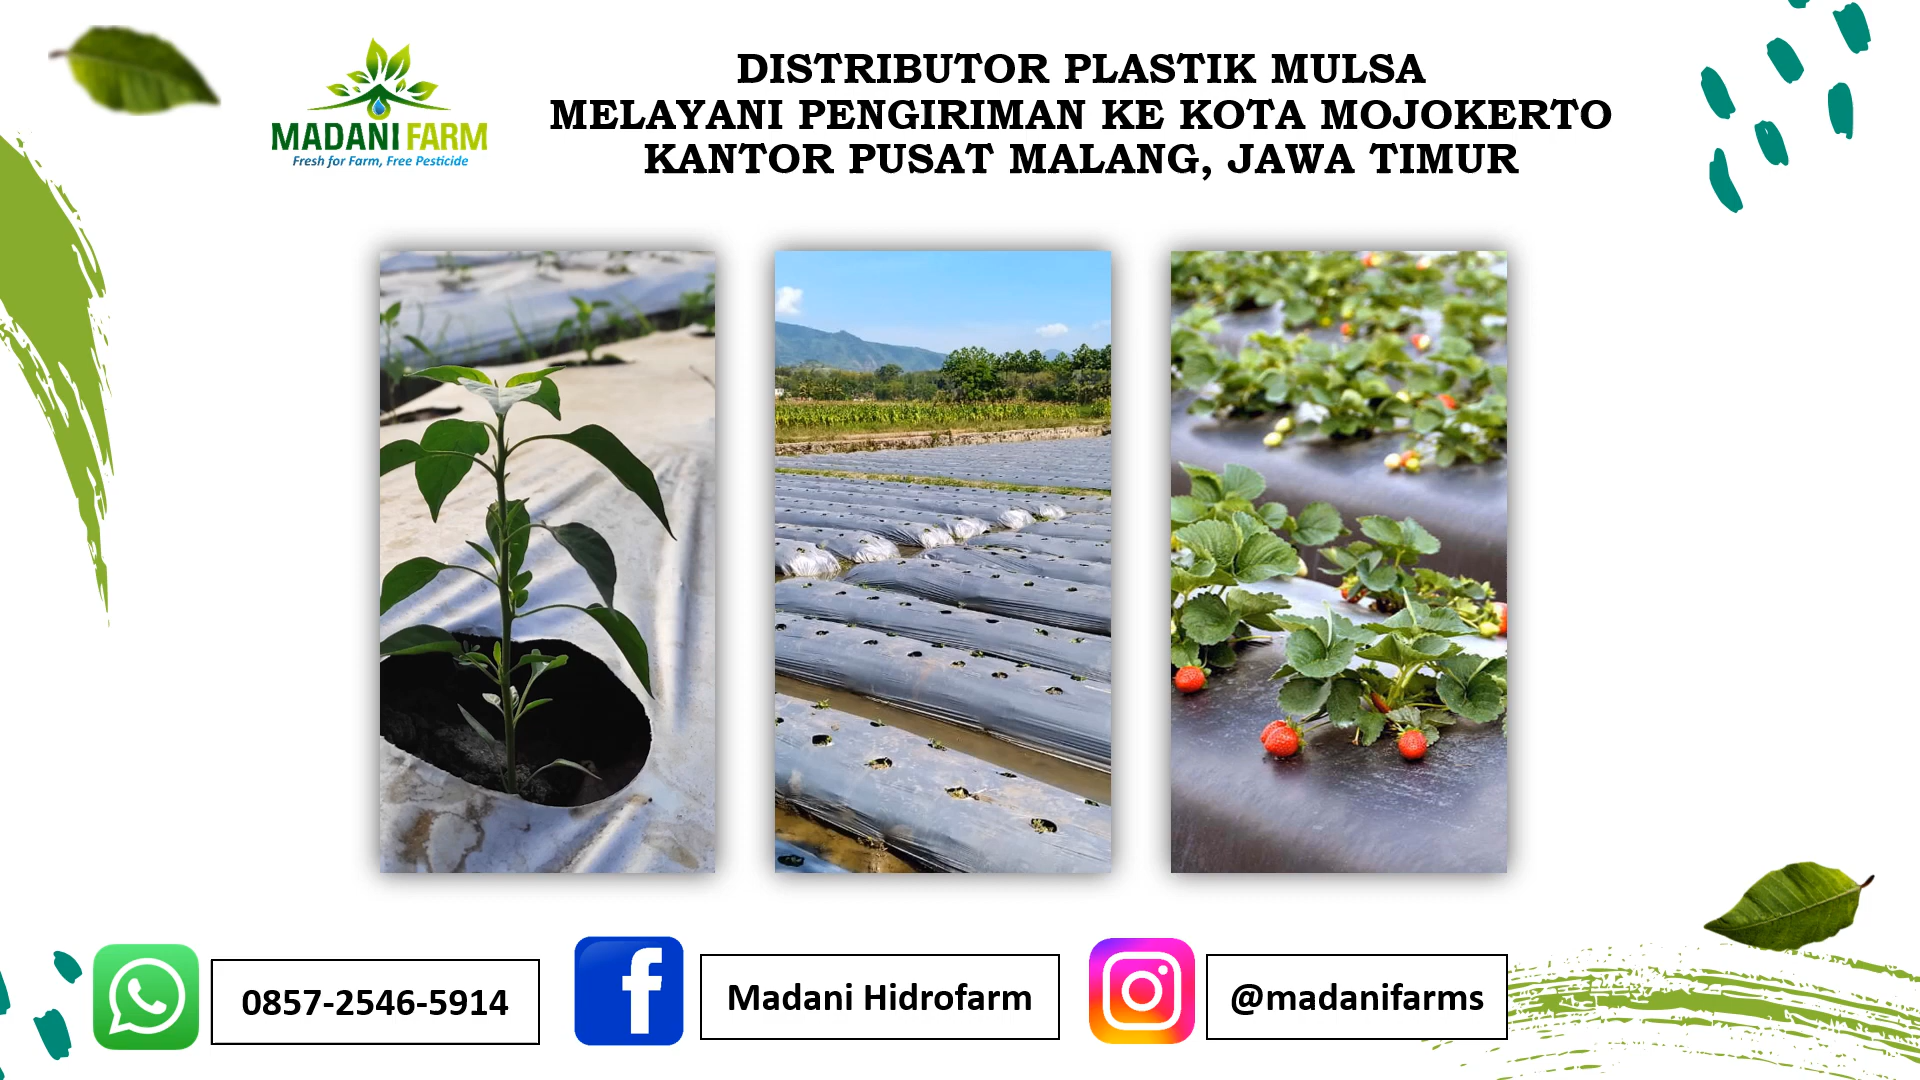 MADANI FARM
Fresh for Farm, Free Pesticide
DISTRIBUTOR PLASTIK MULSA
MELAYANI PENGIRIMAN KE KOTA MOJOKERTO
KANTOR PUSAT MALANG, JAWA TIMUR
0857-2546-5914
Madani Hidrofarm
@madanifarms